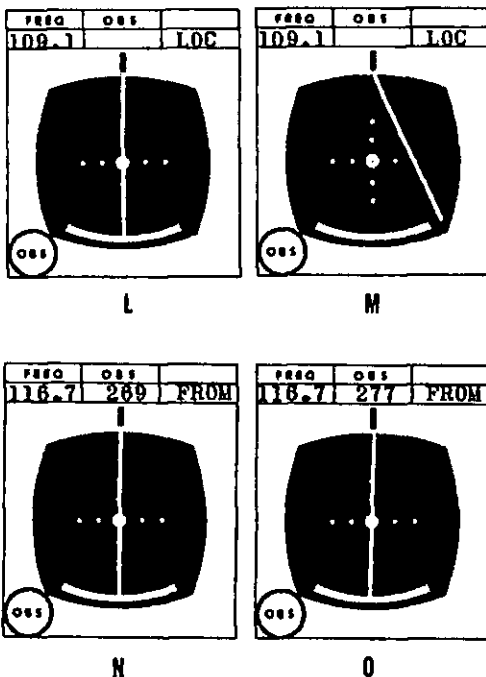 FREQ OBS
109.1 LOC
OBS
L
FREQ OBS
109.1 LOC
OBS
M
FREQ OBS
116.7 269 FROM
OBS
N
FREQ OBS
116.7 277 FROM
OBS
O